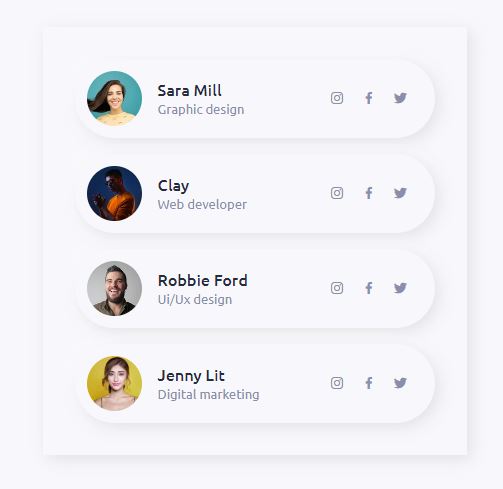 Sara Mill
Graphic design
Clay
Web developer
Robbie Ford
Ui/Ux design
Jenny Lit
Digital marketing